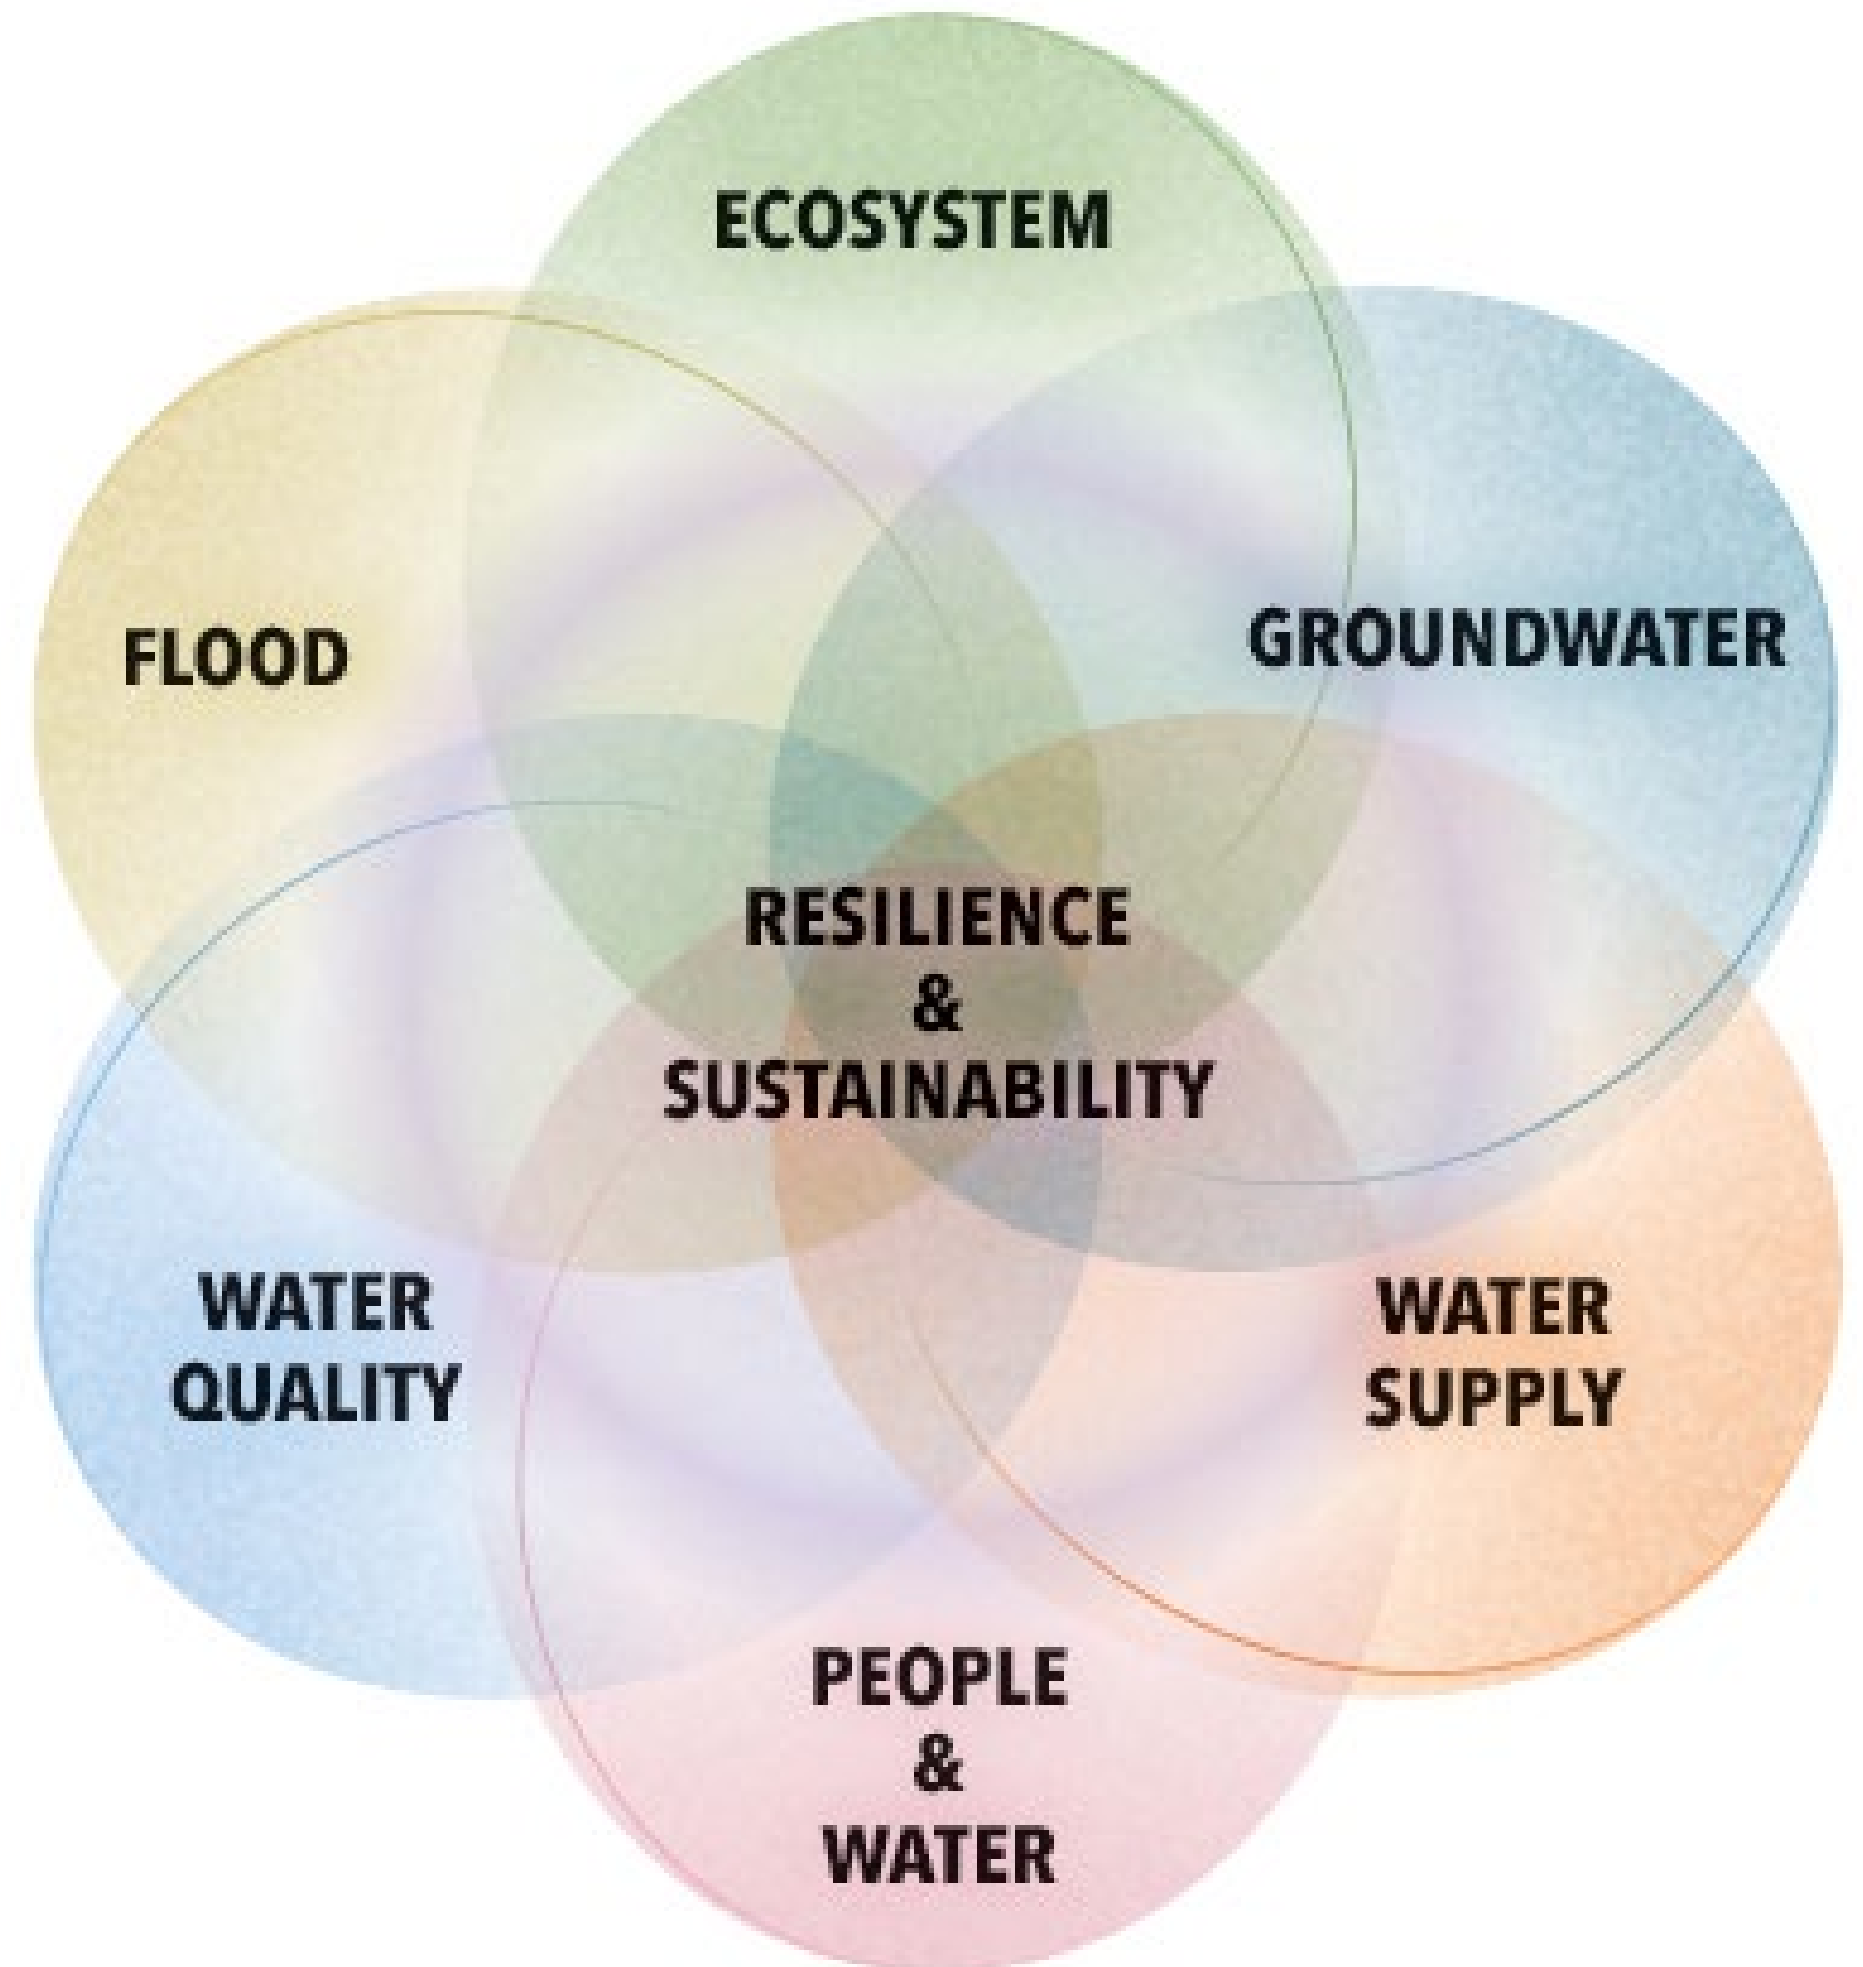 ECOSYSTEM
FLOOD
GROUNDWATER
RESILIENCE
&
SUSTAINABILITY
WATER
QUALITY
WATER
SUPPLY
PEOPLE
&
WATER